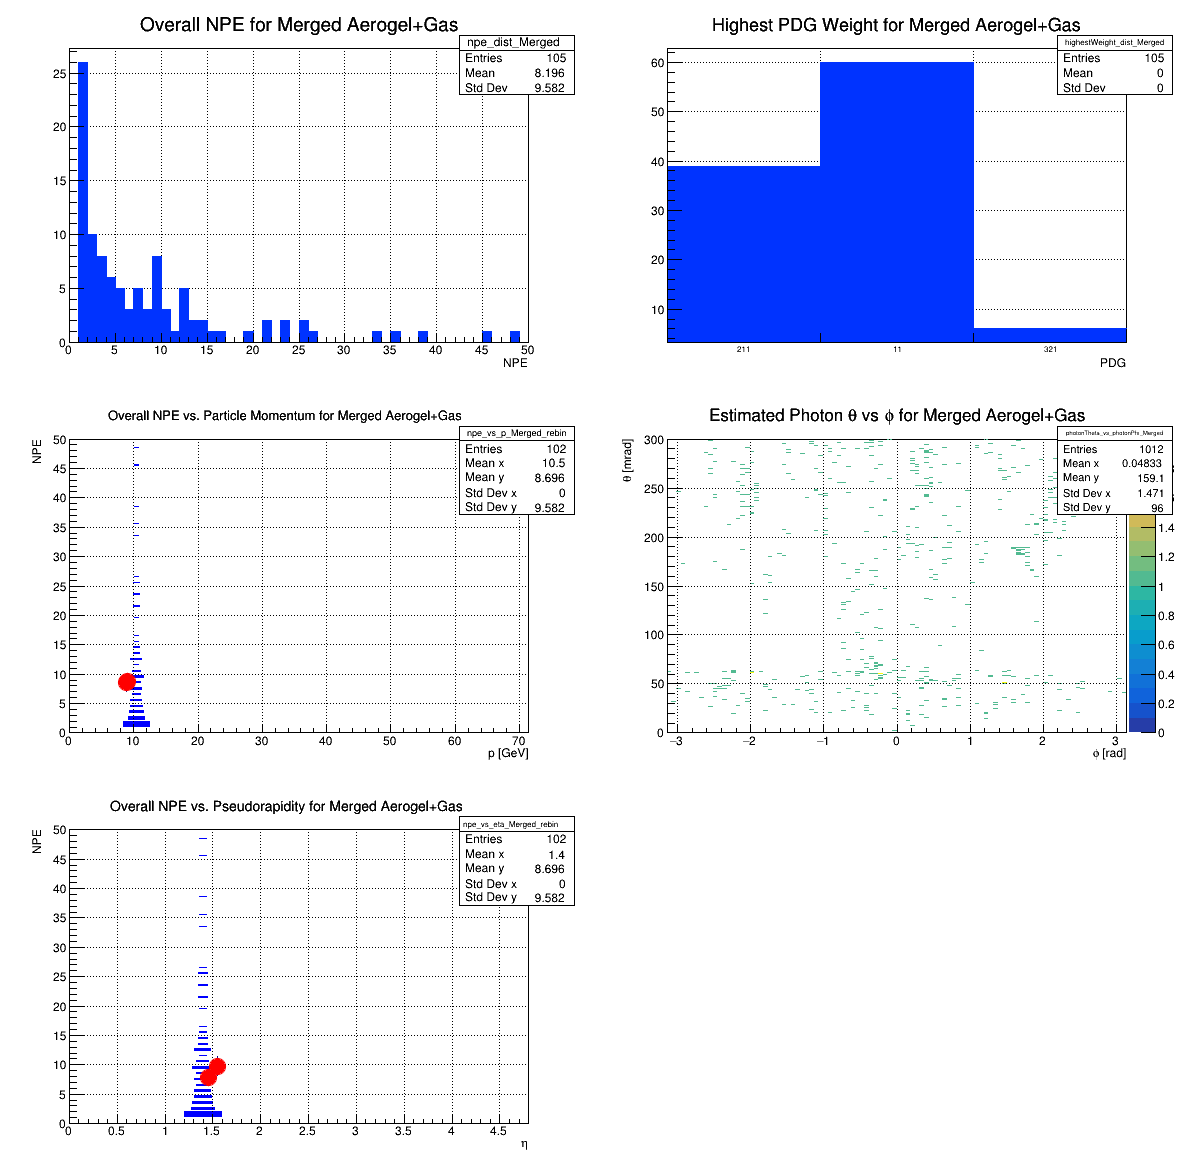 Overall NPE for Merged Aerogel+Gas
npe_dist_Merged
Entries 105
Mean 8.196
Std Dev 9.582
25
20
15
10
5
0
0 5 10 15 20 25 30 35 40 45 50
NPE
Highest PDG Weight for Merged Aerogel+Gas
highestWeight_dist_Merged
Entries 105
Mean 0
Std Dev 0
60
50
40
30
20
10
211 11 321
PDG
Overall NPE vs. Particle Momentum for Merged Aerogel+Gas
npe_vs_p_Merged_rebin
Entries 102
Mean x 10.5
Mean y 8.696
Std Dev x 0
Std Dev y 9.582
NPE
50
45
40
35
30
25
20
15
10
5
0
0 10 20 30 40 50 60 70
p [GeV]
Estimated Photon θ vs ϕ for Merged Aerogel+Gas
photonTheta_vs_photonPhi_Merged
Entries 1012
Mean x 0.04833
Mean y 159.1
Std Dev x 1.471
Std Dev y 96
θ [mrad]
300
250
200
150
100
50
0
−3 −2 −1 0 1 2 3
ϕ [rad]
1.4
1.2
1
0.8
0.6
0.4
0.2
0
Overall NPE vs. Pseudorapidity for Merged Aerogel+Gas
npe_vs_eta_Merged_rebin
Entries 102
Mean x 1.4
Mean y 8.696
Std Dev x 0
Std Dev y 9.582
NPE
50
45
40
35
30
25
20
15
10
5
0
0 0.5 1 1.5 2 2.5 3 3.5 4 4.5
η